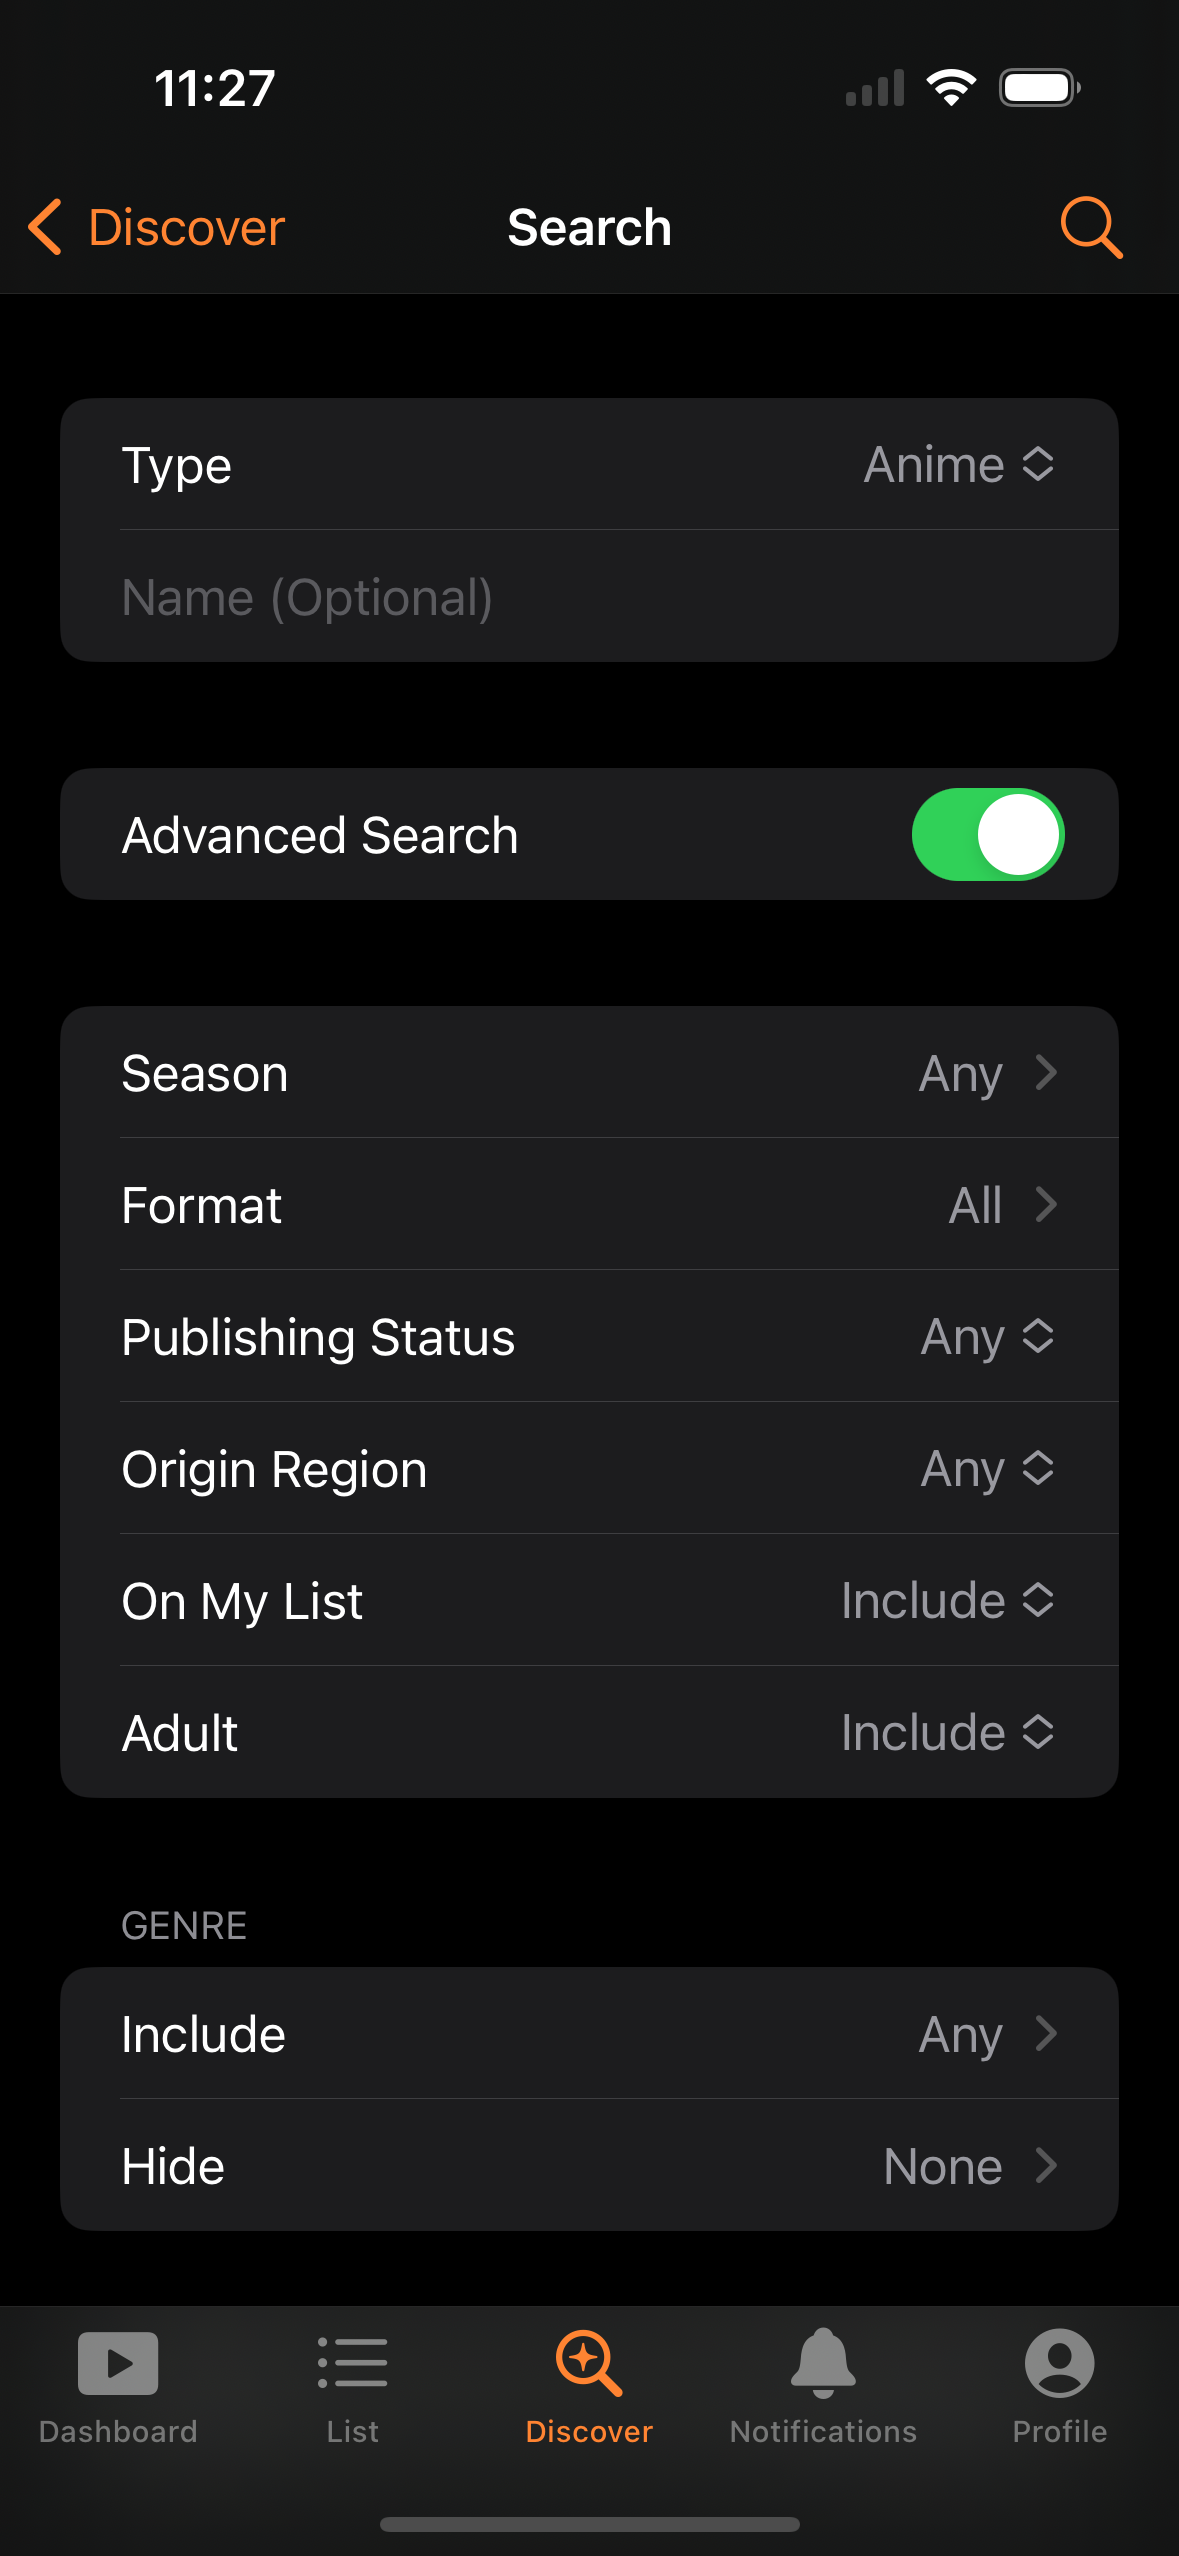 11:27
Discover
Search
Type
Anime
Name (Optional)
Advanced Search
Season
Any
Format
All
Publishing Status
Any
Origin Region
Any
On My List
Include
Adult
Include
GENRE
Include
Any
Hide
None
Dashboard
List
Discover
Notifications
Profile